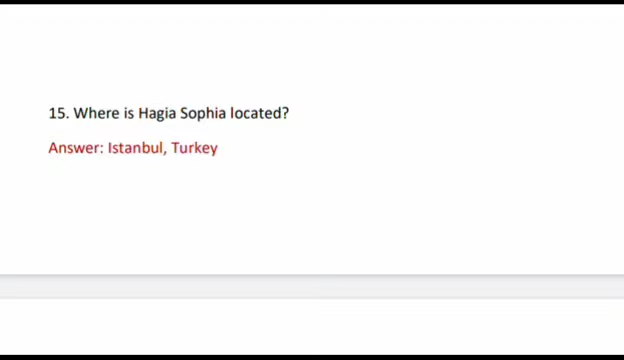 15. Where is Hagia Sophia located?
Answer: Istanbul, Turkey